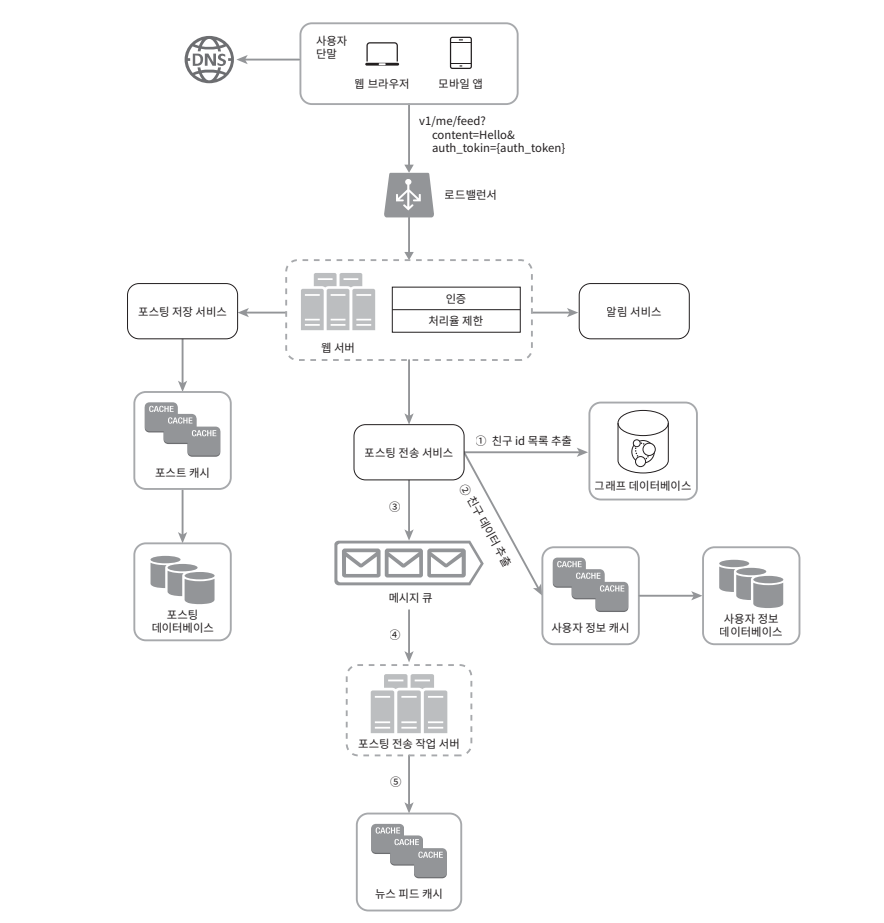 사용자
단말
DNS
웹 브라우저
모바일 앱
v1/me/feed?
content=Hello&
auth_tokin={auth_token}
로드밸런서
포스팅 저장 서비스
인증
처리율 제한
웹 서버
알림 서비스
CACHE
CACHE
CACHE
포스트 캐시
포스팅 전송 서비스
① 친구 id 목록 추출
그래프 데이터베이스
② 친구 데이터 추출
③
포스팅
데이터베이스
메시지 큐
CACHE
CACHE
CACHE
사용자 정보 캐시
사용자 정보
데이터베이스
④
포스팅 전송 작업 서버
⑤
CACHE
CACHE
CACHE
뉴스 피드 캐시